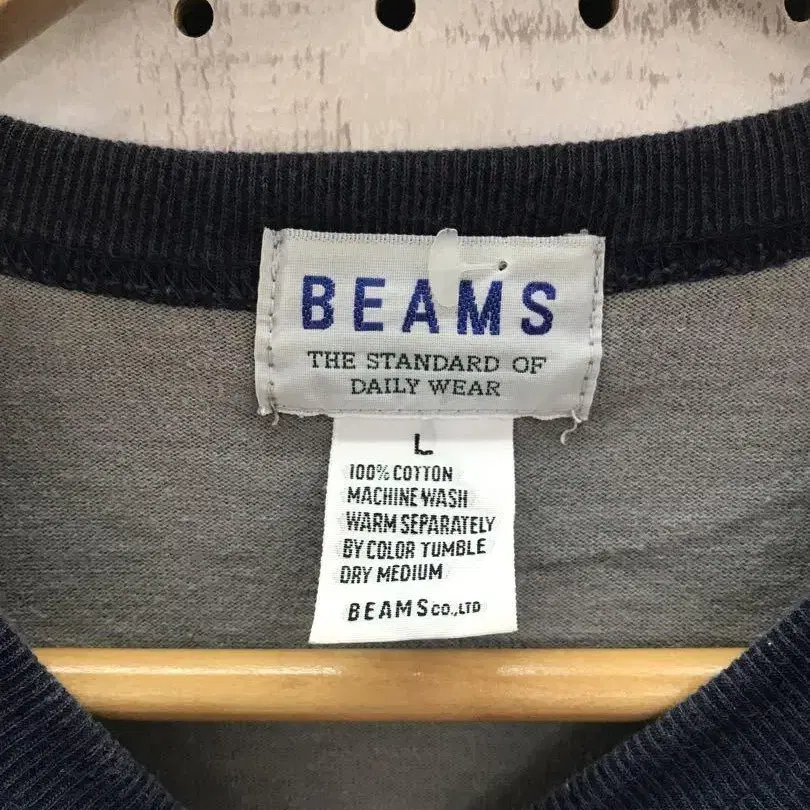 BEAMS
THE STANDARD OF
DAILY WEAR
L
100% COTTON
MACHINE WASH
WARM SEPARATELY
BY COLOR TUMBLE
DRY MEDIUM
BEAMS CO.,LTD